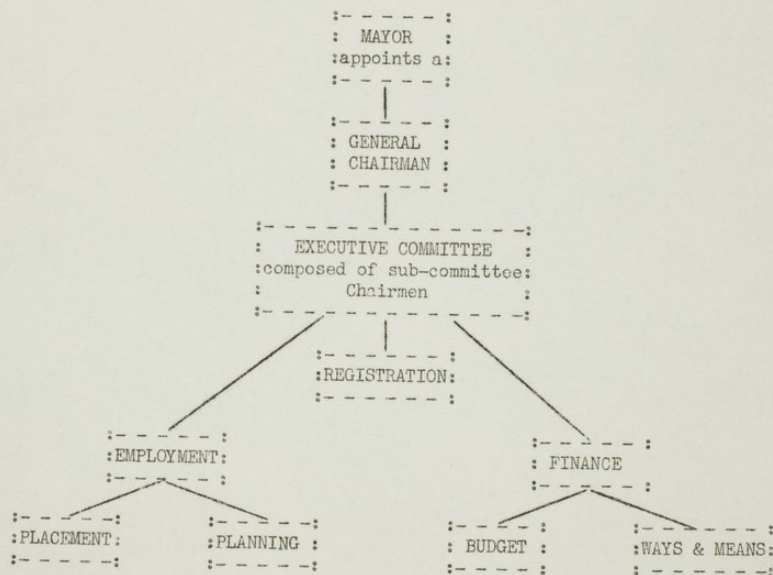 MAYOR
appoints a:
GENERAL
CHAIRMAN
EXECUTIVE COMMITTEE
composed of sub-committee
Chairmen
REGISTRATION
EMPLOYMENT
FINANCE
PLACEMENT
PLANNING
BUDGET
WAYS & MEANS